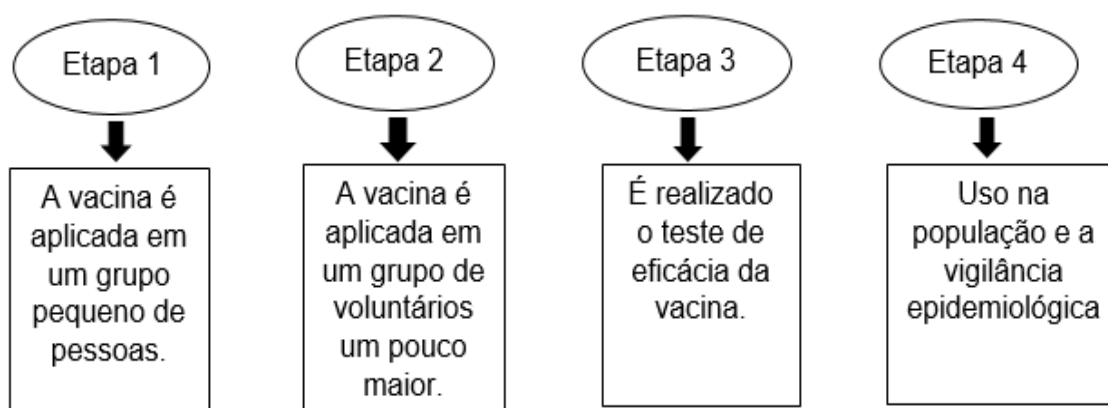 Etapa 1
A vacina é
aplicada em
um grupo
pequeno de
pessoas.
Etapa 2
A vacina é
aplicada em
um grupo de
voluntários
um pouco
maior.
Etapa 3
É realizado
o teste de
eficácia da
vacina.
Etapa 4
Uso na
população e a
vigilância
epidemiológica